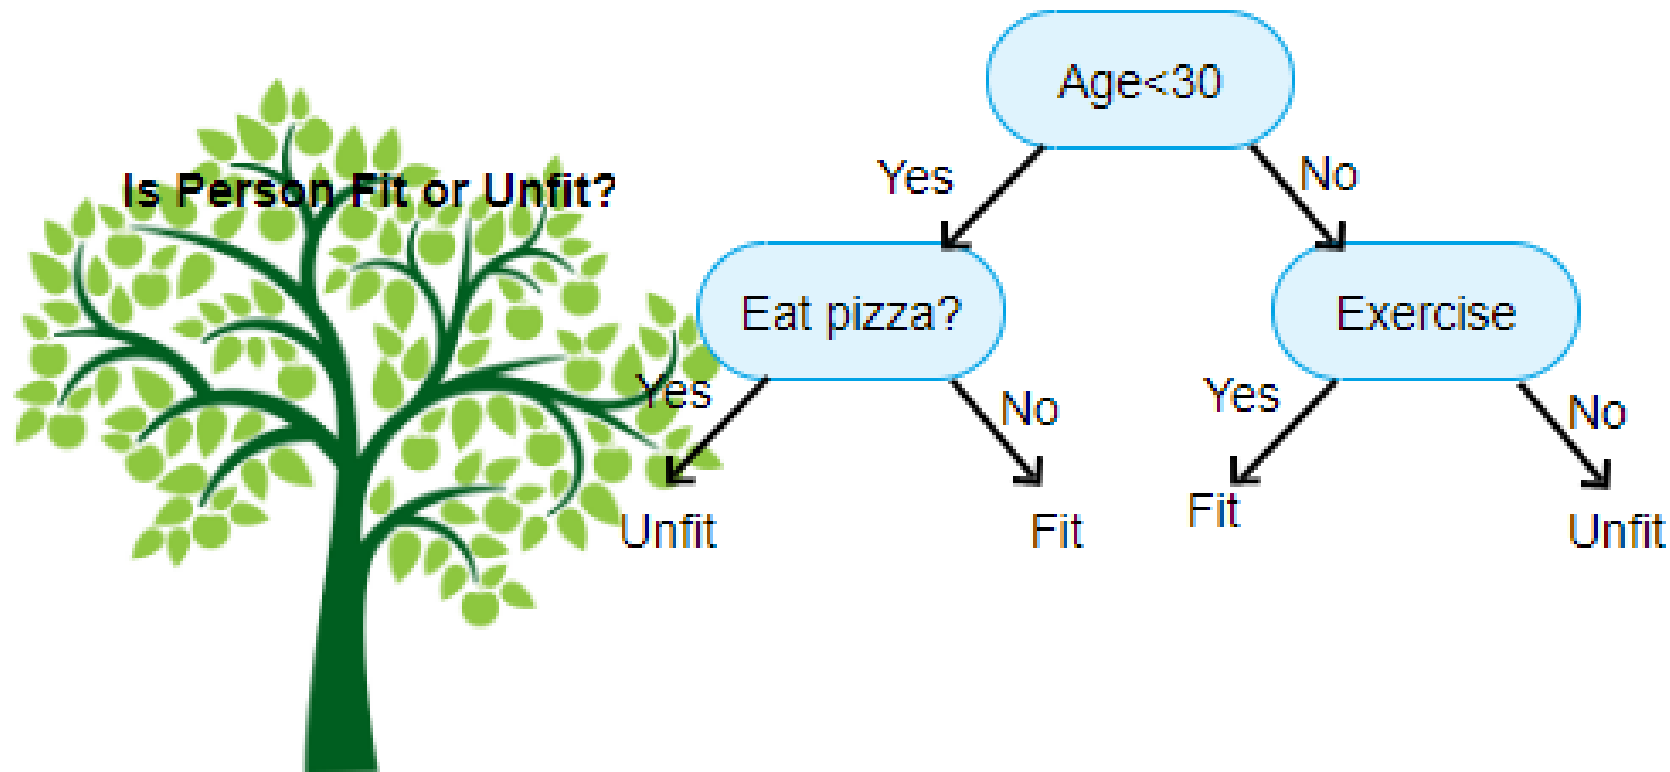 Is Person Fit or Unfit?
Age<30
Yes
No
Eat pizza?
Exercise
Yes
No
Yes
No
Unfit
Fit
Fit
Unfit